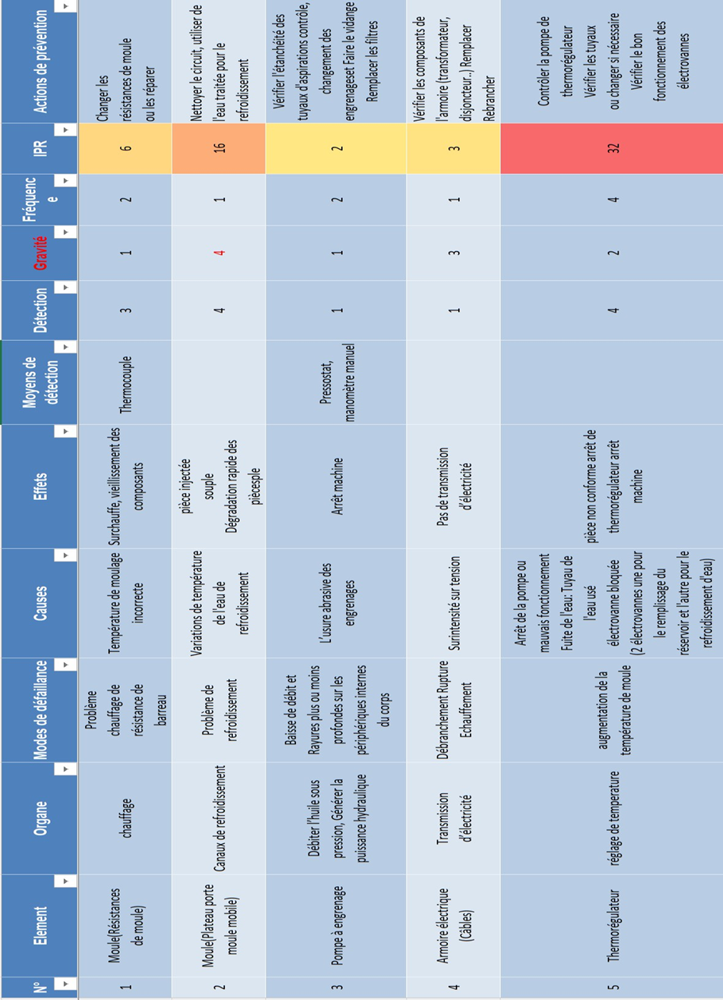 N°
Element
Organe
Modes de défaillance
Causes
Effets
Moyens de
détection
Détection
Gravité
Fréquenc
e
IPR
Actions de prévention
1
Moule(Résistances
de moule)
chauffage
Problème
chauffage de
résistance de
barreau
Température de moulage
incorrecte
Surchauffe, vieillissement des
composants
Thermocouple
3
1
2
6
Changer les
résistances de moule
ou les réparer
2
Moule(Plateau porte
moule mobile)
Canaux de refroidissement
Problème de
refroidissement
Variations de température
de l'eau de
refroidissement
pièce injectée
souple
Dégradation rapide des
piècesple
4
4
1
16
Nettoyer le circuit, utiliser de
l'eau traitée pour le
refroidissement
3
Pompe à engrenage
Débiter l'huile sous
pression, Générer la
puissance hydraulique
Baisse de débit et
Rayures plus ou moins
profondes sur les
périphériques internes
du corps
L'usure abrasive des
engrenages
Arrêt machine
Pressostat,
manomètre manuel
1
1
2
2
Vérifier l'étanchéité des
tuyaux d'aspirations contrôle,
changement des
engrenageset Faire le vidange
Remplacer les filtres
4
Armoire électrique
(Câbles)
Transmission
d'électricité
Débranchement Rupture
Echauffement
Surintensité sur tension
Pas de transmission
d'électricité
1
3
1
3
Vérifier les composants de
l'armoire (transformateur,
disjoncteur..) Remplacer
Rebrancher
5
Thermorégulateur
réglage de temperature
augmentation de la
température de moule
Arrêt de la pompe ou
mauvais fonctionnement
Fuite de l'eau: Tuyau de
l'eau usé
électrovanne bloquée
(2 électrovannes une pour
le remplissage du
réservoir et l'autre pour le
refroidissement d'eau)
pièce non conforme arrêt de
thermorégulateur arrêt
machine
4
2
4
32
Contrôler la pompe de
thermorégulateur
Vérifier les tuyaux
ou changer si nécessaire
Vérifier le bon
fonctionnement des
électrovannes